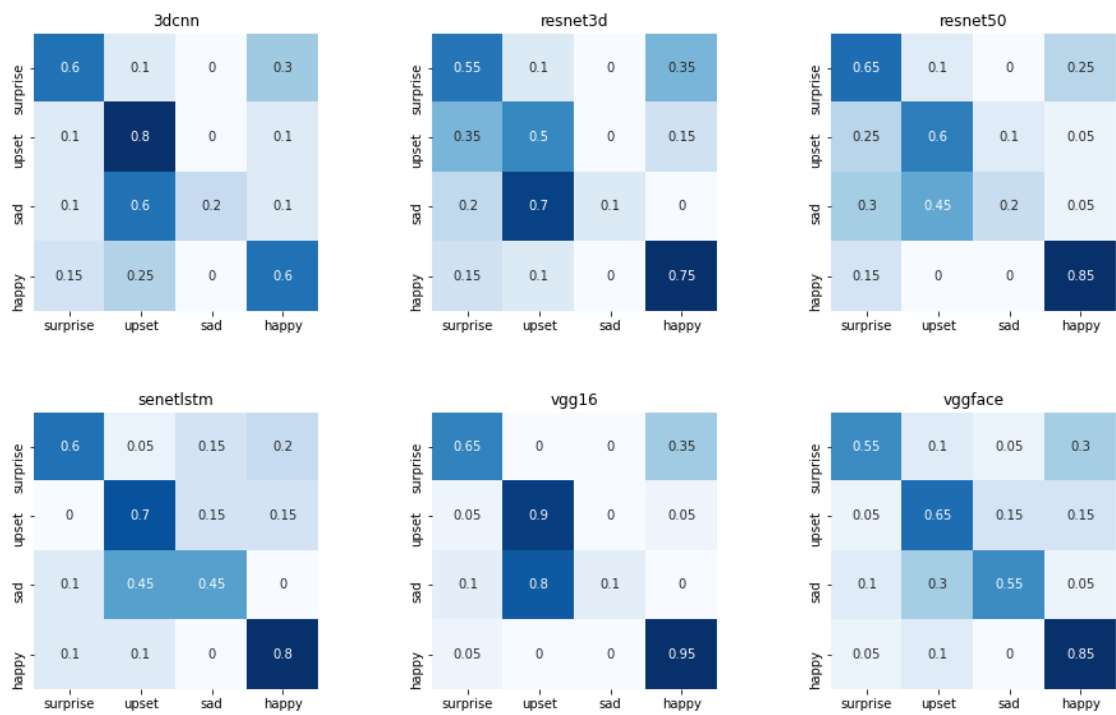 3dcnn
surprise 0.6 0.1 0 0.3
upset 0.1 0.8 0 0.1
sad 0.1 0.6 0.2 0.1
happy 0.15 0.25 0 0.6
surprise upset sad happy
resnet3d
surprise 0.55 0.1 0 0.35
upset 0.35 0.5 0 0.15
sad 0.2 0.7 0.1 0
happy 0.15 0.1 0 0.75
surprise upset sad happy
resnet50
surprise 0.65 0.1 0 0.25
upset 0.25 0.6 0.1 0.05
sad 0.3 0.45 0.2 0.05
happy 0.15 0 0 0.85
surprise upset sad happy
senetlstm
surprise 0.6 0.05 0.15 0.2
upset 0 0.7 0.15 0.15
sad 0.1 0.45 0.45 0
happy 0.1 0.1 0 0.8
surprise upset sad happy
vgg16
surprise 0.65 0 0 0.35
upset 0.05 0.9 0 0.05
sad 0.1 0.8 0.1 0
happy 0.05 0 0 0.95
surprise upset sad happy
vggface
surprise 0.55 0.1 0.05 0.3
upset 0.05 0.65 0.15 0.15
sad 0.1 0.3 0.55 0.05
happy 0.05 0.1 0 0.85
surprise upset sad happy